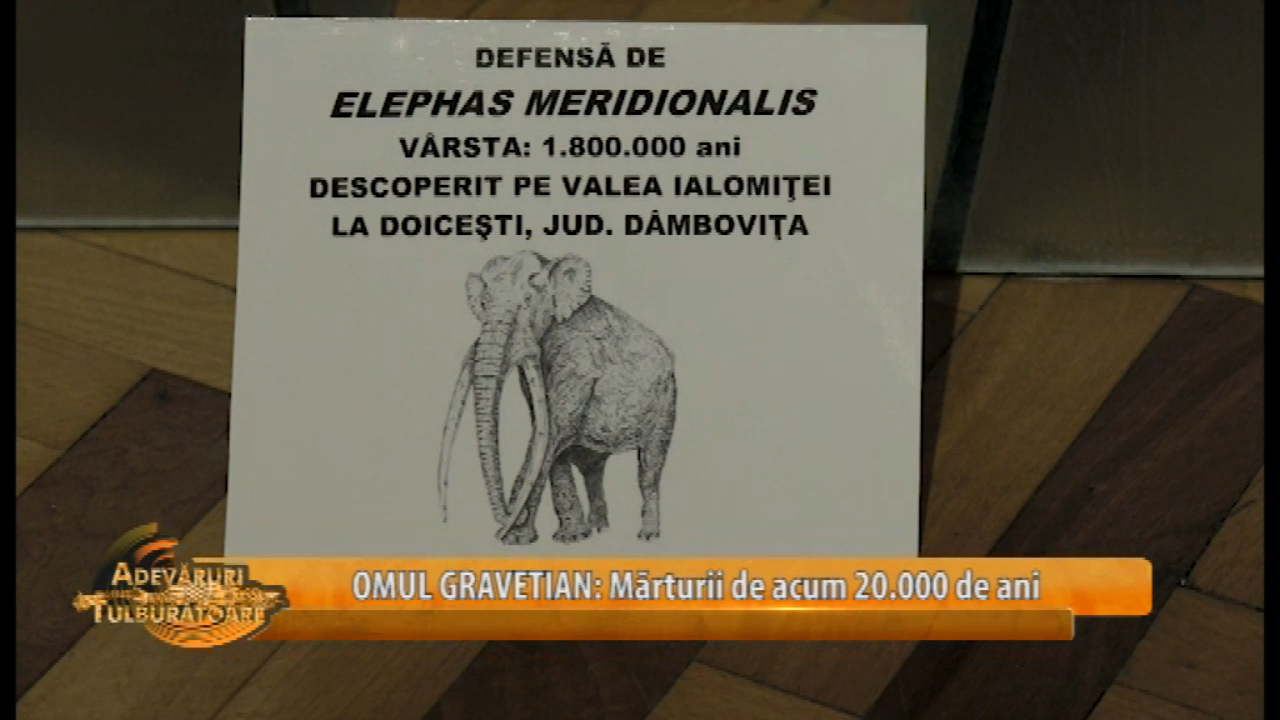 DEFENSĂ DE
ELEPHAS MERIDIONALIS
VÂRSTA: 1.800.000 ani
DESCOPERIT PE VALEA IALOMIŢEI
LA DOICEŞTI, JUD. DÂMBOVIŢA
OMUL GRAVETIAN: Mărturii de acum 20.000 de ani
ADEVĂRURI
TULBURĂTOARE